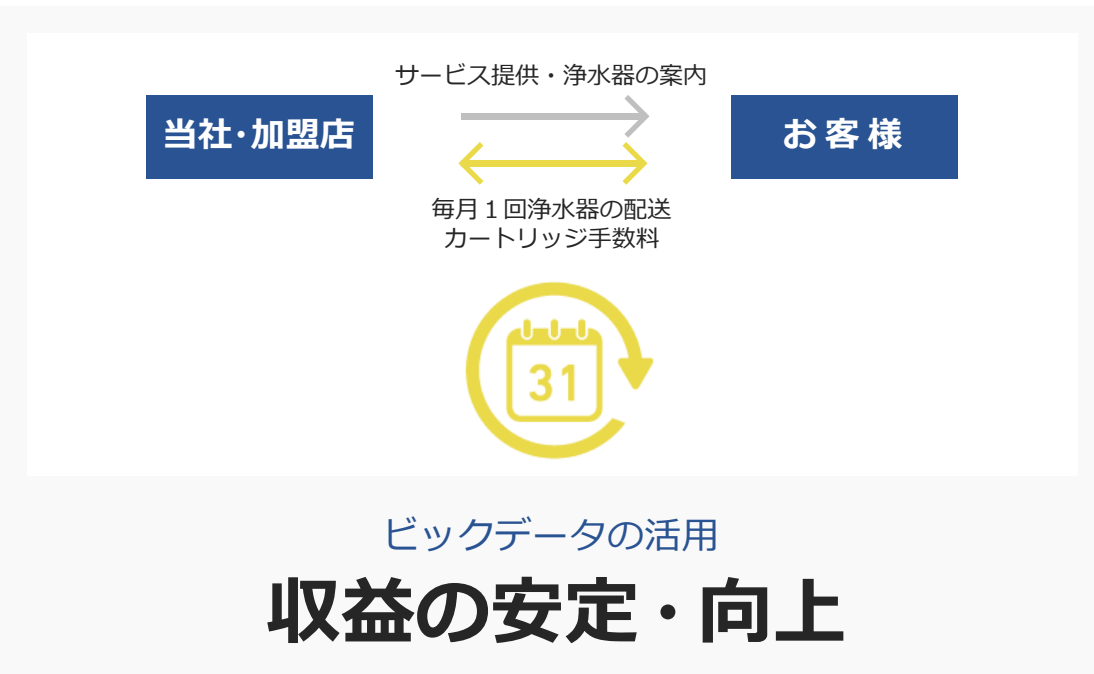 サービス提供・浄水器の案内
当社・加盟店
お客様
毎月１回浄水器の配送
カートリッジ手数料
31
ビックデータの活用
収益の安定・向上